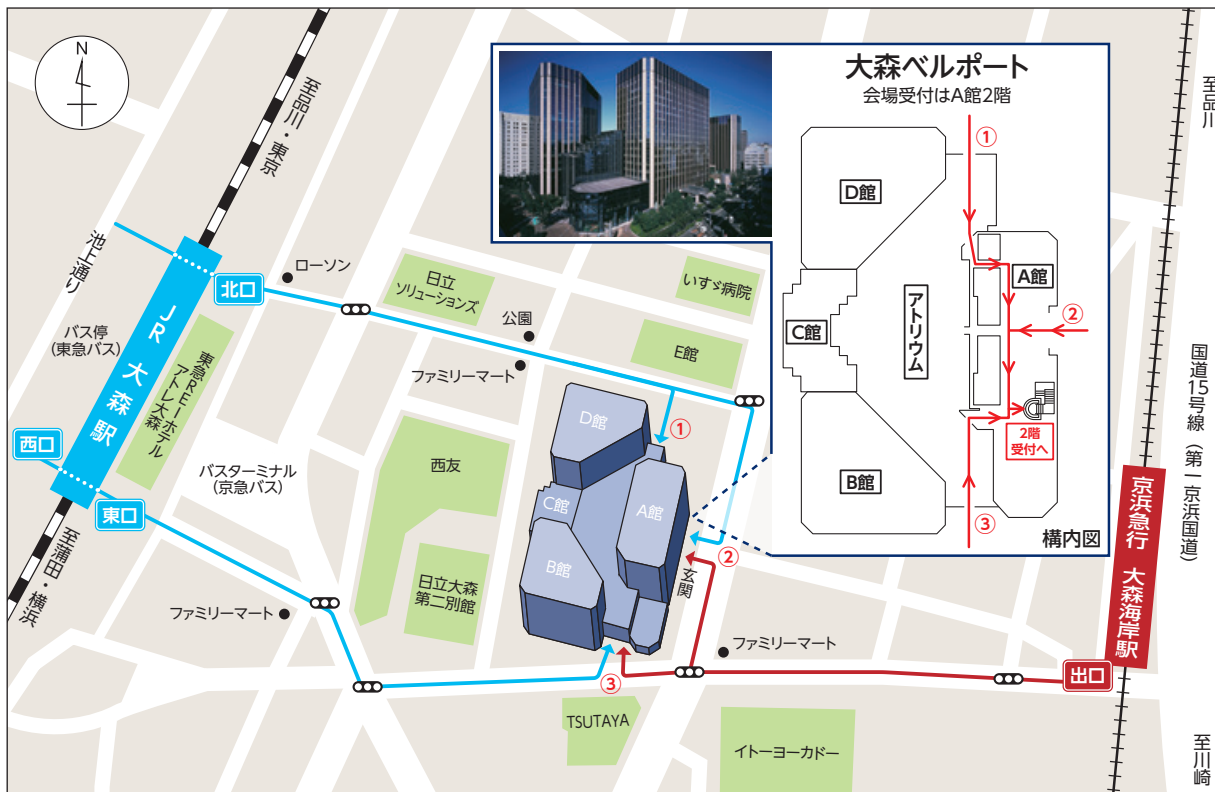 N
至品川・東京
池上通り
JR 大森駅
北口
ローソン
バス停
(東急バス)
東急REIホテル
アトレ大森
西口
東口
バスターミナル
(京急バス)
至蒲田・横浜
ファミリーマート
日立
ソリューションズ
公園
ファミリーマート
いすゞ病院
E館
西友
日立大森
第二別館
D館
C館
B館
A館
①
②
③
玄関
ファミリーマート
TSUTAYA
イトーヨーカドー
大森ベルポート
会場受付はA館2階
①
D館
A館
C館
アトリウム
②
2階
受付へ
B館
③
構内図
至品川
国道15号線(第一京浜国道)
京浜急行 大森海岸駅
出口
至川崎